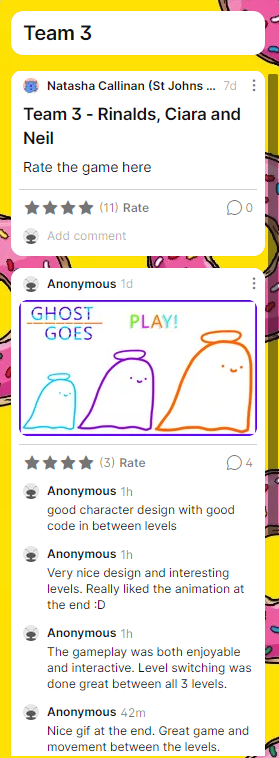 Team 3
Natasha Callinan (St Johns ... 7d
Team 3 - Rinalds, Ciara and
Neil
Rate the game here
(11) Rate
0
Add comment
Anonymous 1d
GHOST
GOES
PLAY!
(3) Rate
4
Anonymous 1h
good character design with good
code in between levels
Anonymous 1h
Very nice design and interesting
levels. Really liked the animation at
the end :D
Anonymous 1h
The gameplay was both enjoyable
and interactive. Level switching was
done great between all 3 levels.
Anonymous 42m
Nice gif at the end. Great game and
movement between the levels.